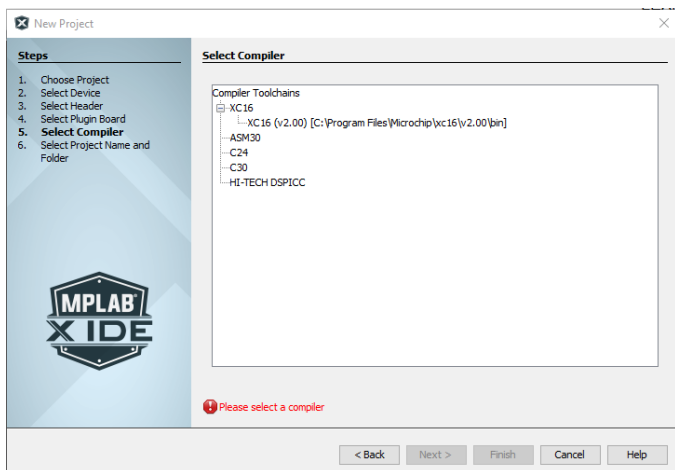 New Project
Steps
1. Choose Project
2. Select Device
3. Select Header
4. Select Plugin Board
5. Select Compiler
6. Select Project Name and
Folder
MPLAB
X IDE
Select Compiler
Compiler Toolchains
XC16
XC16 (v2.00) [C:\Program Files\Microchip\xc16\v2.00\bin]
ASM30
C24
C30
HI-TECH DSPICC
Please select a compiler
< Back
Next >
Finish
Cancel
Help